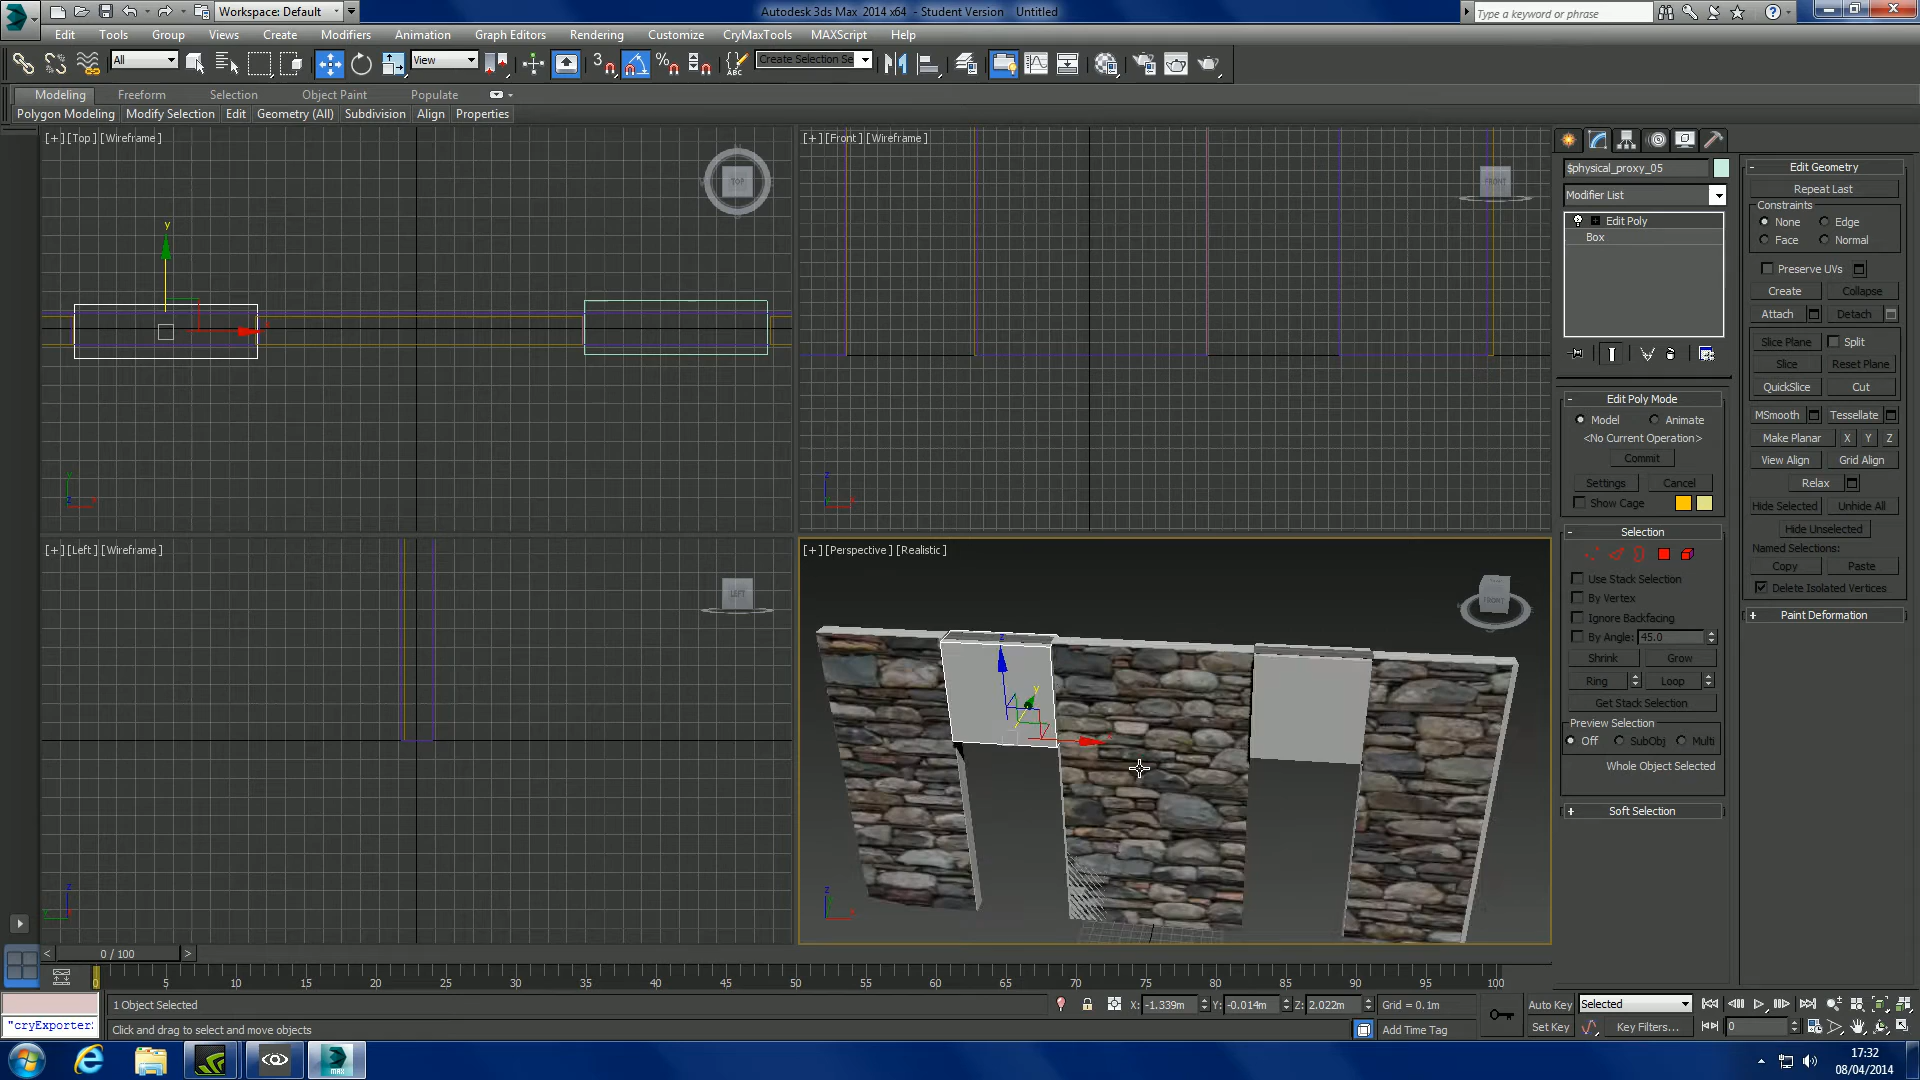 Workspace: Default
Autodesk 3ds Max 2014 x64 - Student Version Untitled
Type a keyword or phrase
Edit Tools Group Views Create Modifiers Animation Graph Editors Rendering Customize CryMaxTools MAXScript Help
All View 3 Create Selection Se
Modeling Freeform Selection Object Paint Populate
Polygon Modeling Modify Selection Edit Geometry (All) Subdivision Align Properties
[+][Top][Wireframe]
TOP
y
[+][Front][Wireframe]
FRONT
[+][Left][Wireframe]
LEFT
[+][Perspective][Realistic]
FRONT
$physical_proxy_05
Modifier List
Edit Poly
Box
Edit Poly Mode
Model Animate
<No Current Operation>
Commit
Settings Cancel
Show Cage
Selection
Use Stack Selection
By Vertex
Ignore Backfacing
By Angle: 45.0
Shrink Grow
Ring Loop
Get Stack Selection
Preview Selection
Off SubObj Multi
Whole Object Selected
Soft Selection
Edit Geometry
Repeat Last
Constraints
None Edge
Face Normal
Preserve UVs
Create Collapse
Attach Detach
Slice Plane Split
Slice Reset Plane
QuickSlice Cut
MSmooth Tessellate
Make Planar X Y Z
View Align Grid Align
Relax
Hide Selected Unhide All
Hide Unselected
Named Selections:
Copy Paste
Delete Isolated Vertices
Paint Deformation
0 / 100
0 5 10 15 20 25 30 35 40 45 50 55 60 65 70 75 80 85 90 95 100
1 Object Selected X: -1.339m Y: -0.014m Z: 2.022m Grid = 0.1m Auto Key Selected
"cryExporter: Click and drag to select and move objects Add Time Tag Set Key Key Filters... 0
17:32
08/04/2014